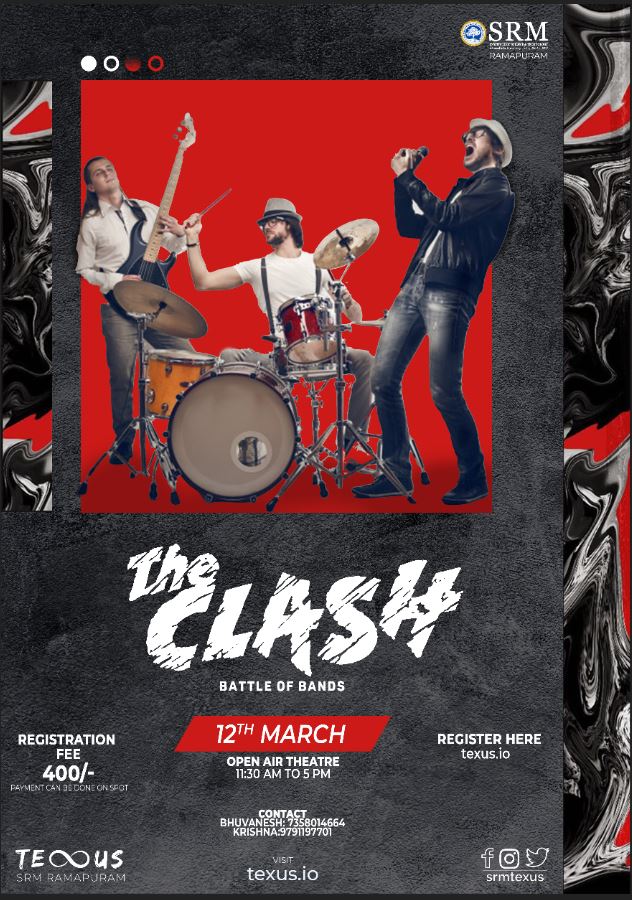 SRM
RAMAPURAM
The
CLASH
BATTLE OF BANDS
12TH MARCH
OPEN AIR THEATRE
11:30 AM TO 5 PM
REGISTRATION
FEE
400/-
PAYMENT CAN BE DONE ON SPOT
REGISTER HERE
texus.io
CONTACT
BHUVANESH: 7358014664
KRISHNA:9791197701
TEXUS
SRM RAMAPURAM
VISIT
texus.io
srmtexus